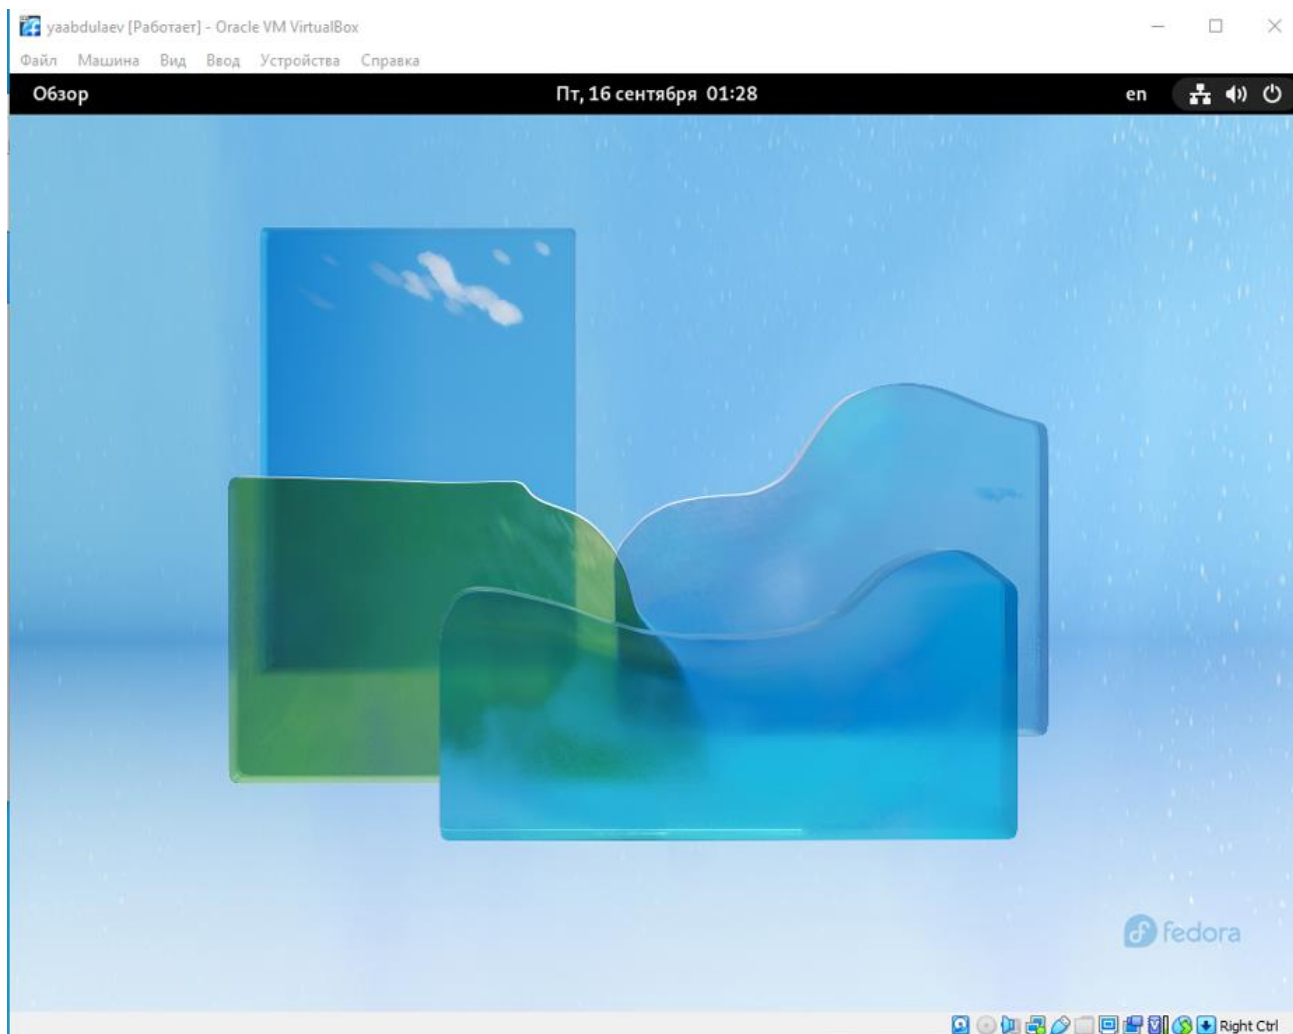 yaabdulaev [Работает] - Oracle VM VirtualBox
Файл Машина Вид Ввод Устройства Справка
Обзор Пт, 16 сентября 01:28 en
fedora
Right Ctrl